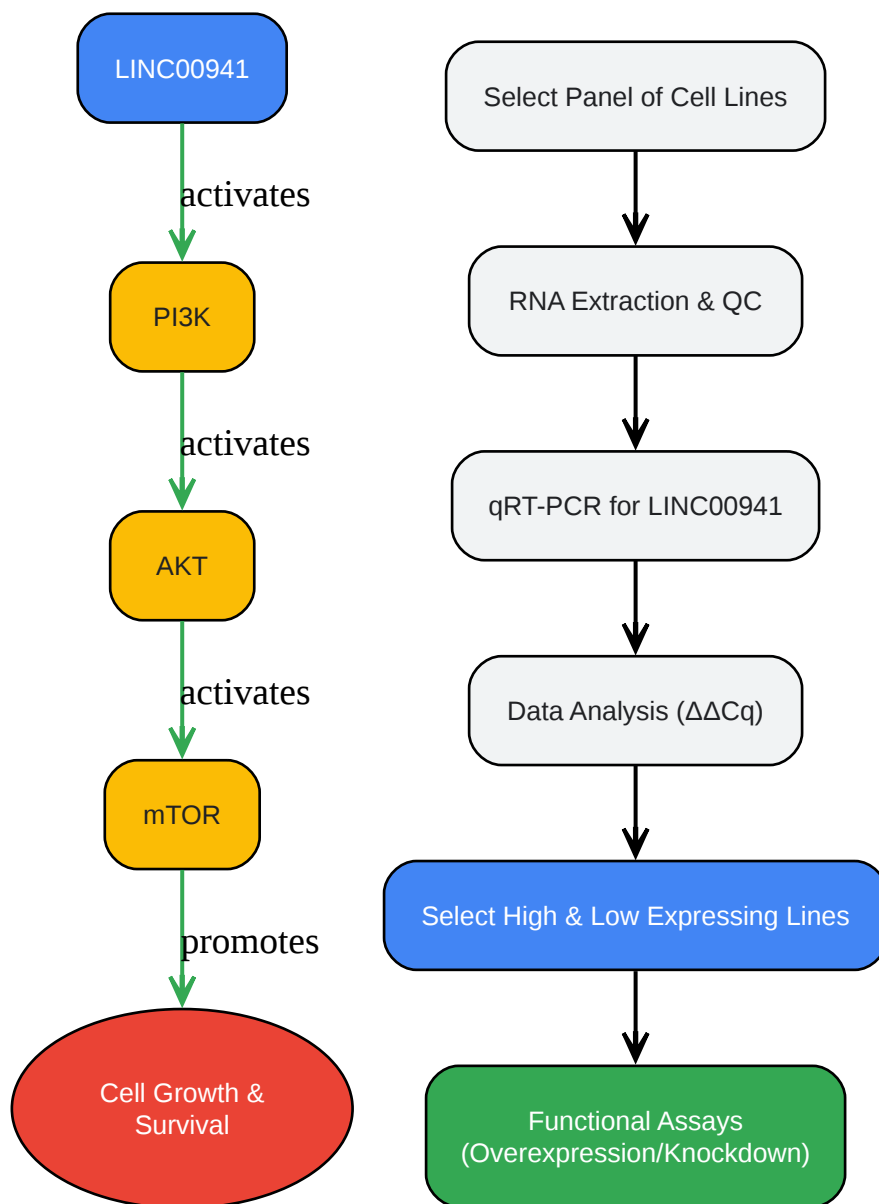 LINC00941
activates
PI3K
activates
AKT
activates
mTOR
promotes
Cell Growth &
Survival
Select Panel of Cell Lines
RNA Extraction & QC
qRT-PCR for LINC00941
Data Analysis (ΔΔCq)
Select High & Low Expressing Lines
Functional Assays
(Overexpression/Knockdown)